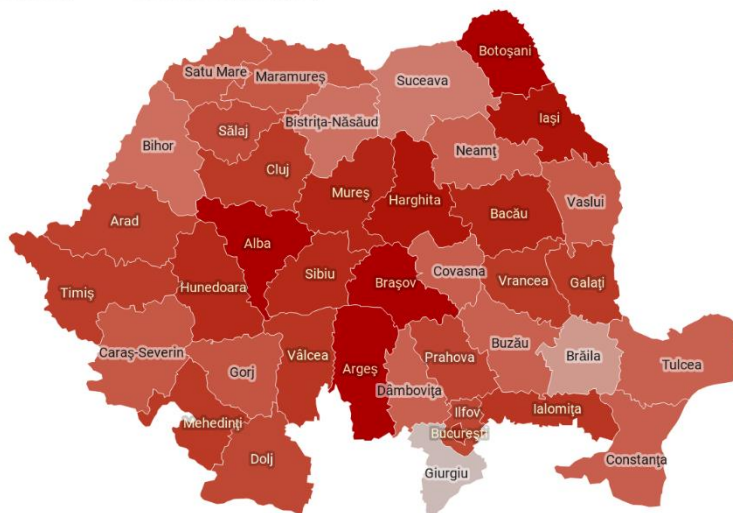 Botoşani
Satu Mare
Maramureş
Suceava
Iaşi
Sălaj
Bistriţa-Năsăud
Bihor
Neamţ
Cluj
Mureş
Harghita
Vaslui
Bacău
Arad
Alba
Covasna
Sibiu
Braşov
Vrancea
Galaţi
Timiş
Hunedoara
Buzău
Caraş-Severin
Vâlcea
Prahova
Brăila
Tulcea
Gorj
Argeş
Dâmboviţa
Ilfov
Ialomiţa
Mehedinţi
Bucureşti
Dolj
Constanţa
Giurgiu